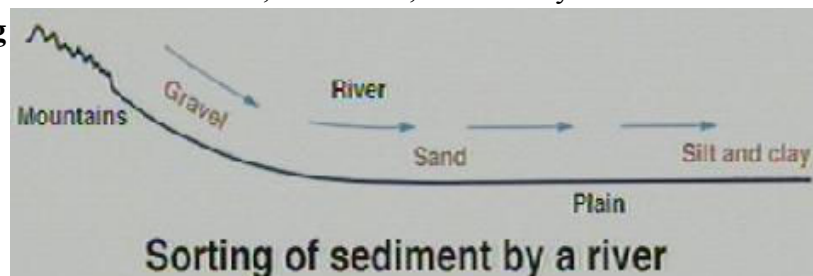 g
Mountains
Gravel
River
Sand
Silt and clay
Plain
Sorting of sediment by a river